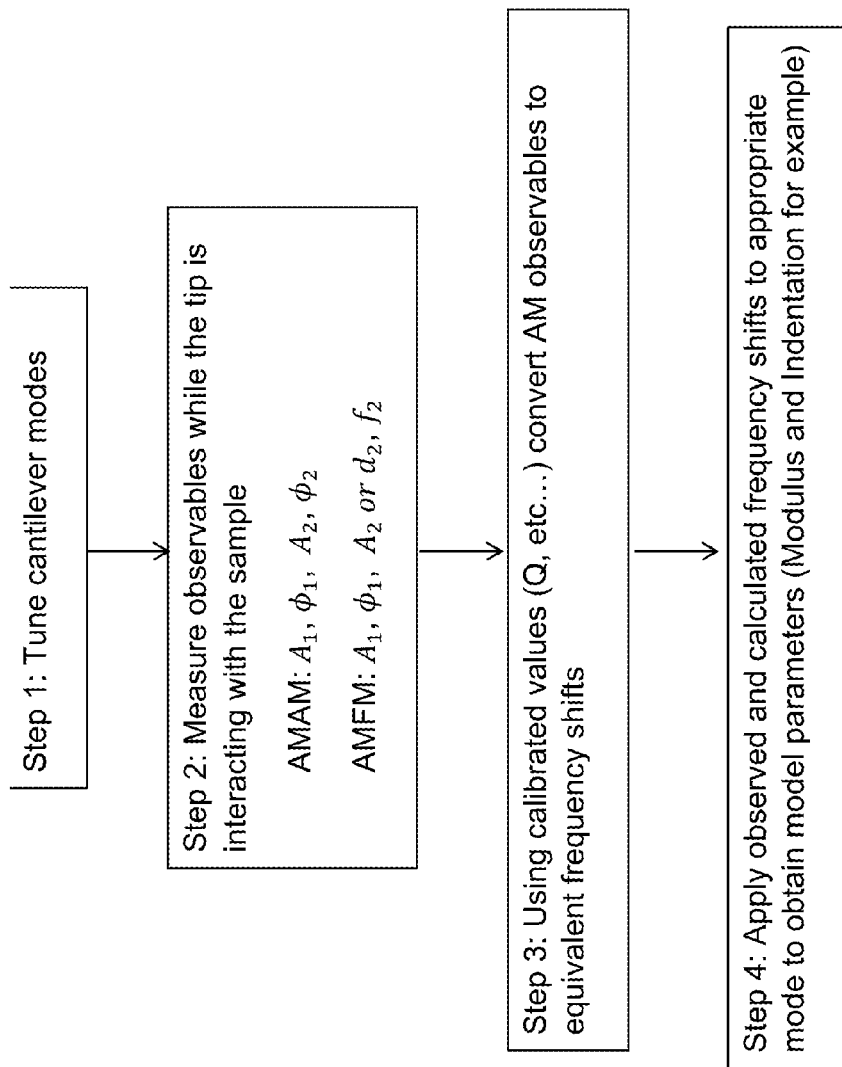 Step 1: Tune cantilever modes
Step 2: Measure observables while the tip is
interacting with the sample
AMAM: A₁, ϕ₁, A₂, ϕ₂
AMFM: A₁, ϕ₁, A₂ or d₂, f₂
Step 3: Using calibrated values (Q, etc...) convert AM observables to
equivalent frequency shifts
Step 4: Apply observed and calculated frequency shifts to appropriate
mode to obtain model parameters (Modulus and Indentation for example)